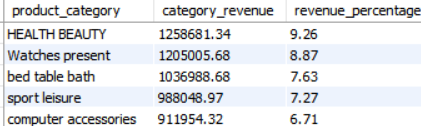 product_category category_revenue revenue_percentage
HEALTH BEAUTY 1258681.34 9.26
Watches present 1205005.68 8.87
bed table bath 1036988.68 7.63
sport leisure 988048.97 7.27
computer accessories 911954.32 6.71